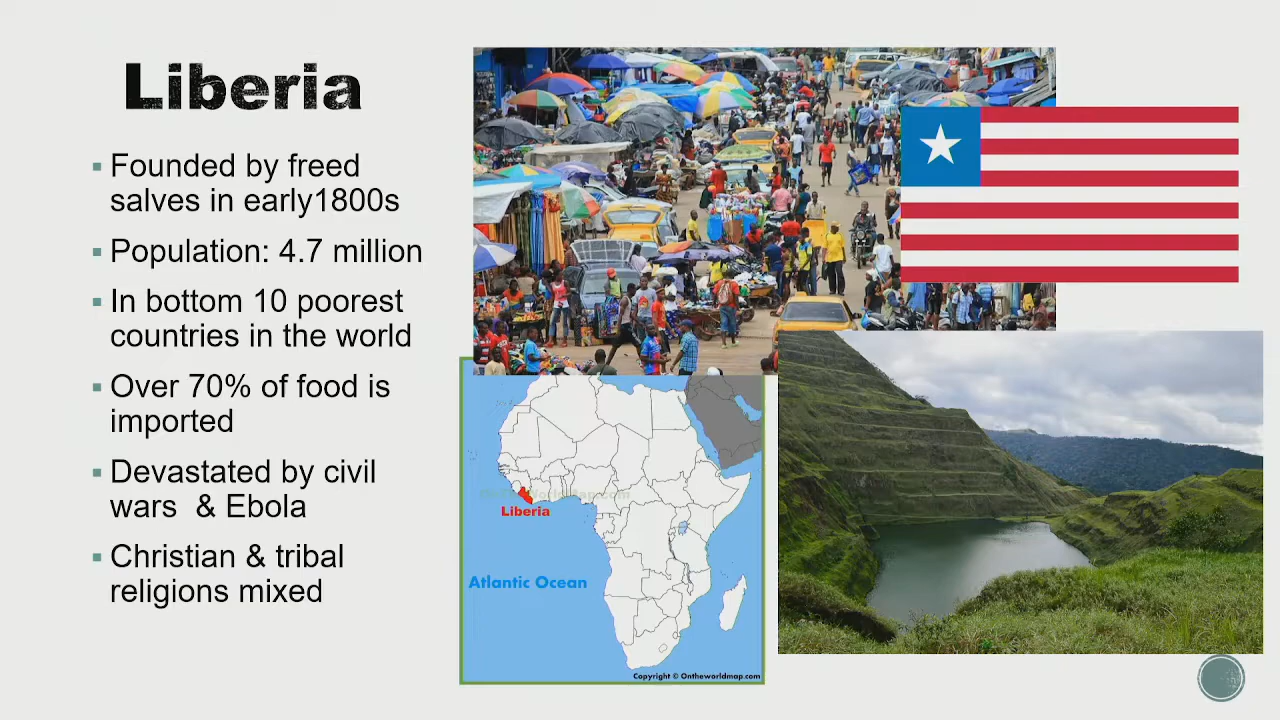 Liberia
▪ Founded by freed
salves in early1800s
▪ Population: 4.7 million
▪ In bottom 10 poorest
countries in the world
▪ Over 70% of food is
imported
▪ Devastated by civil
wars & Ebola
▪ Christian & tribal
religions mixed
OnTheWorldMap.com
Liberia
Atlantic Ocean
Copyright © Ontheworldmap.com